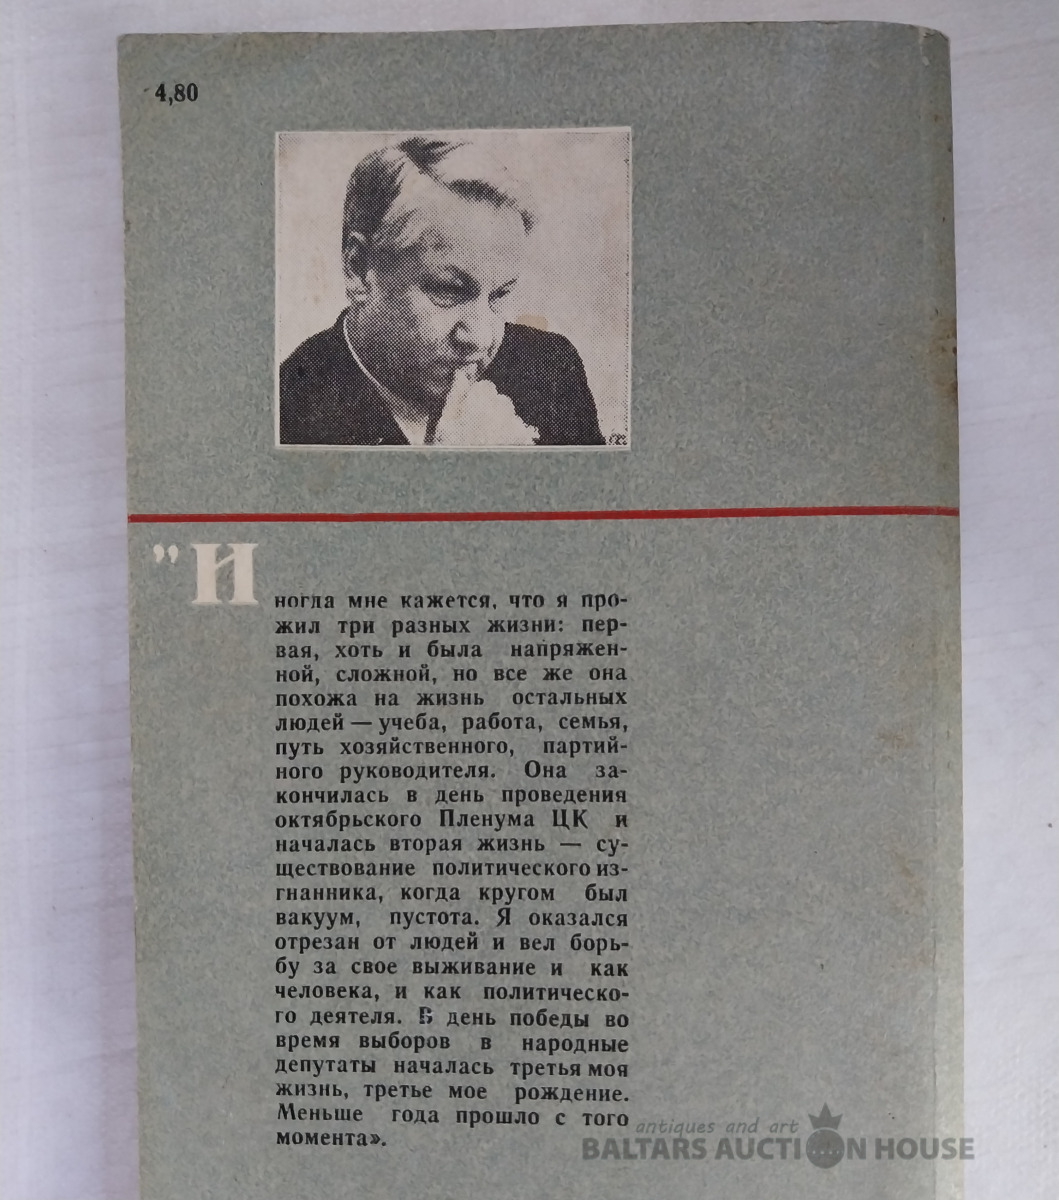 4,80
"И
ногда мне кажется, что я про-
жил три разных жизни: пер-
вая, хоть и была напряжен-
ной, сложной, но все же она
похожа на жизнь остальных
людей — учеба, работа, семья,
путь хозяйственного, партий-
ного руководителя. Она за-
кончилась в день проведения
октябрьского Пленума ЦК и
началась вторая жизнь — су-
ществование политического из-
гнанника, когда кругом был
вакуум, пустота. Я оказался
отрезан от людей и вел борь-
бу за свое выживание и как
человека, и как политическо-
го деятеля. В день победы во
время выборов в народные
депутаты началась третья моя
жизнь, третье мое рождение.
Меньше года прошло с того
момента».
antiques and art
BALTARS AUCTION HOUSE